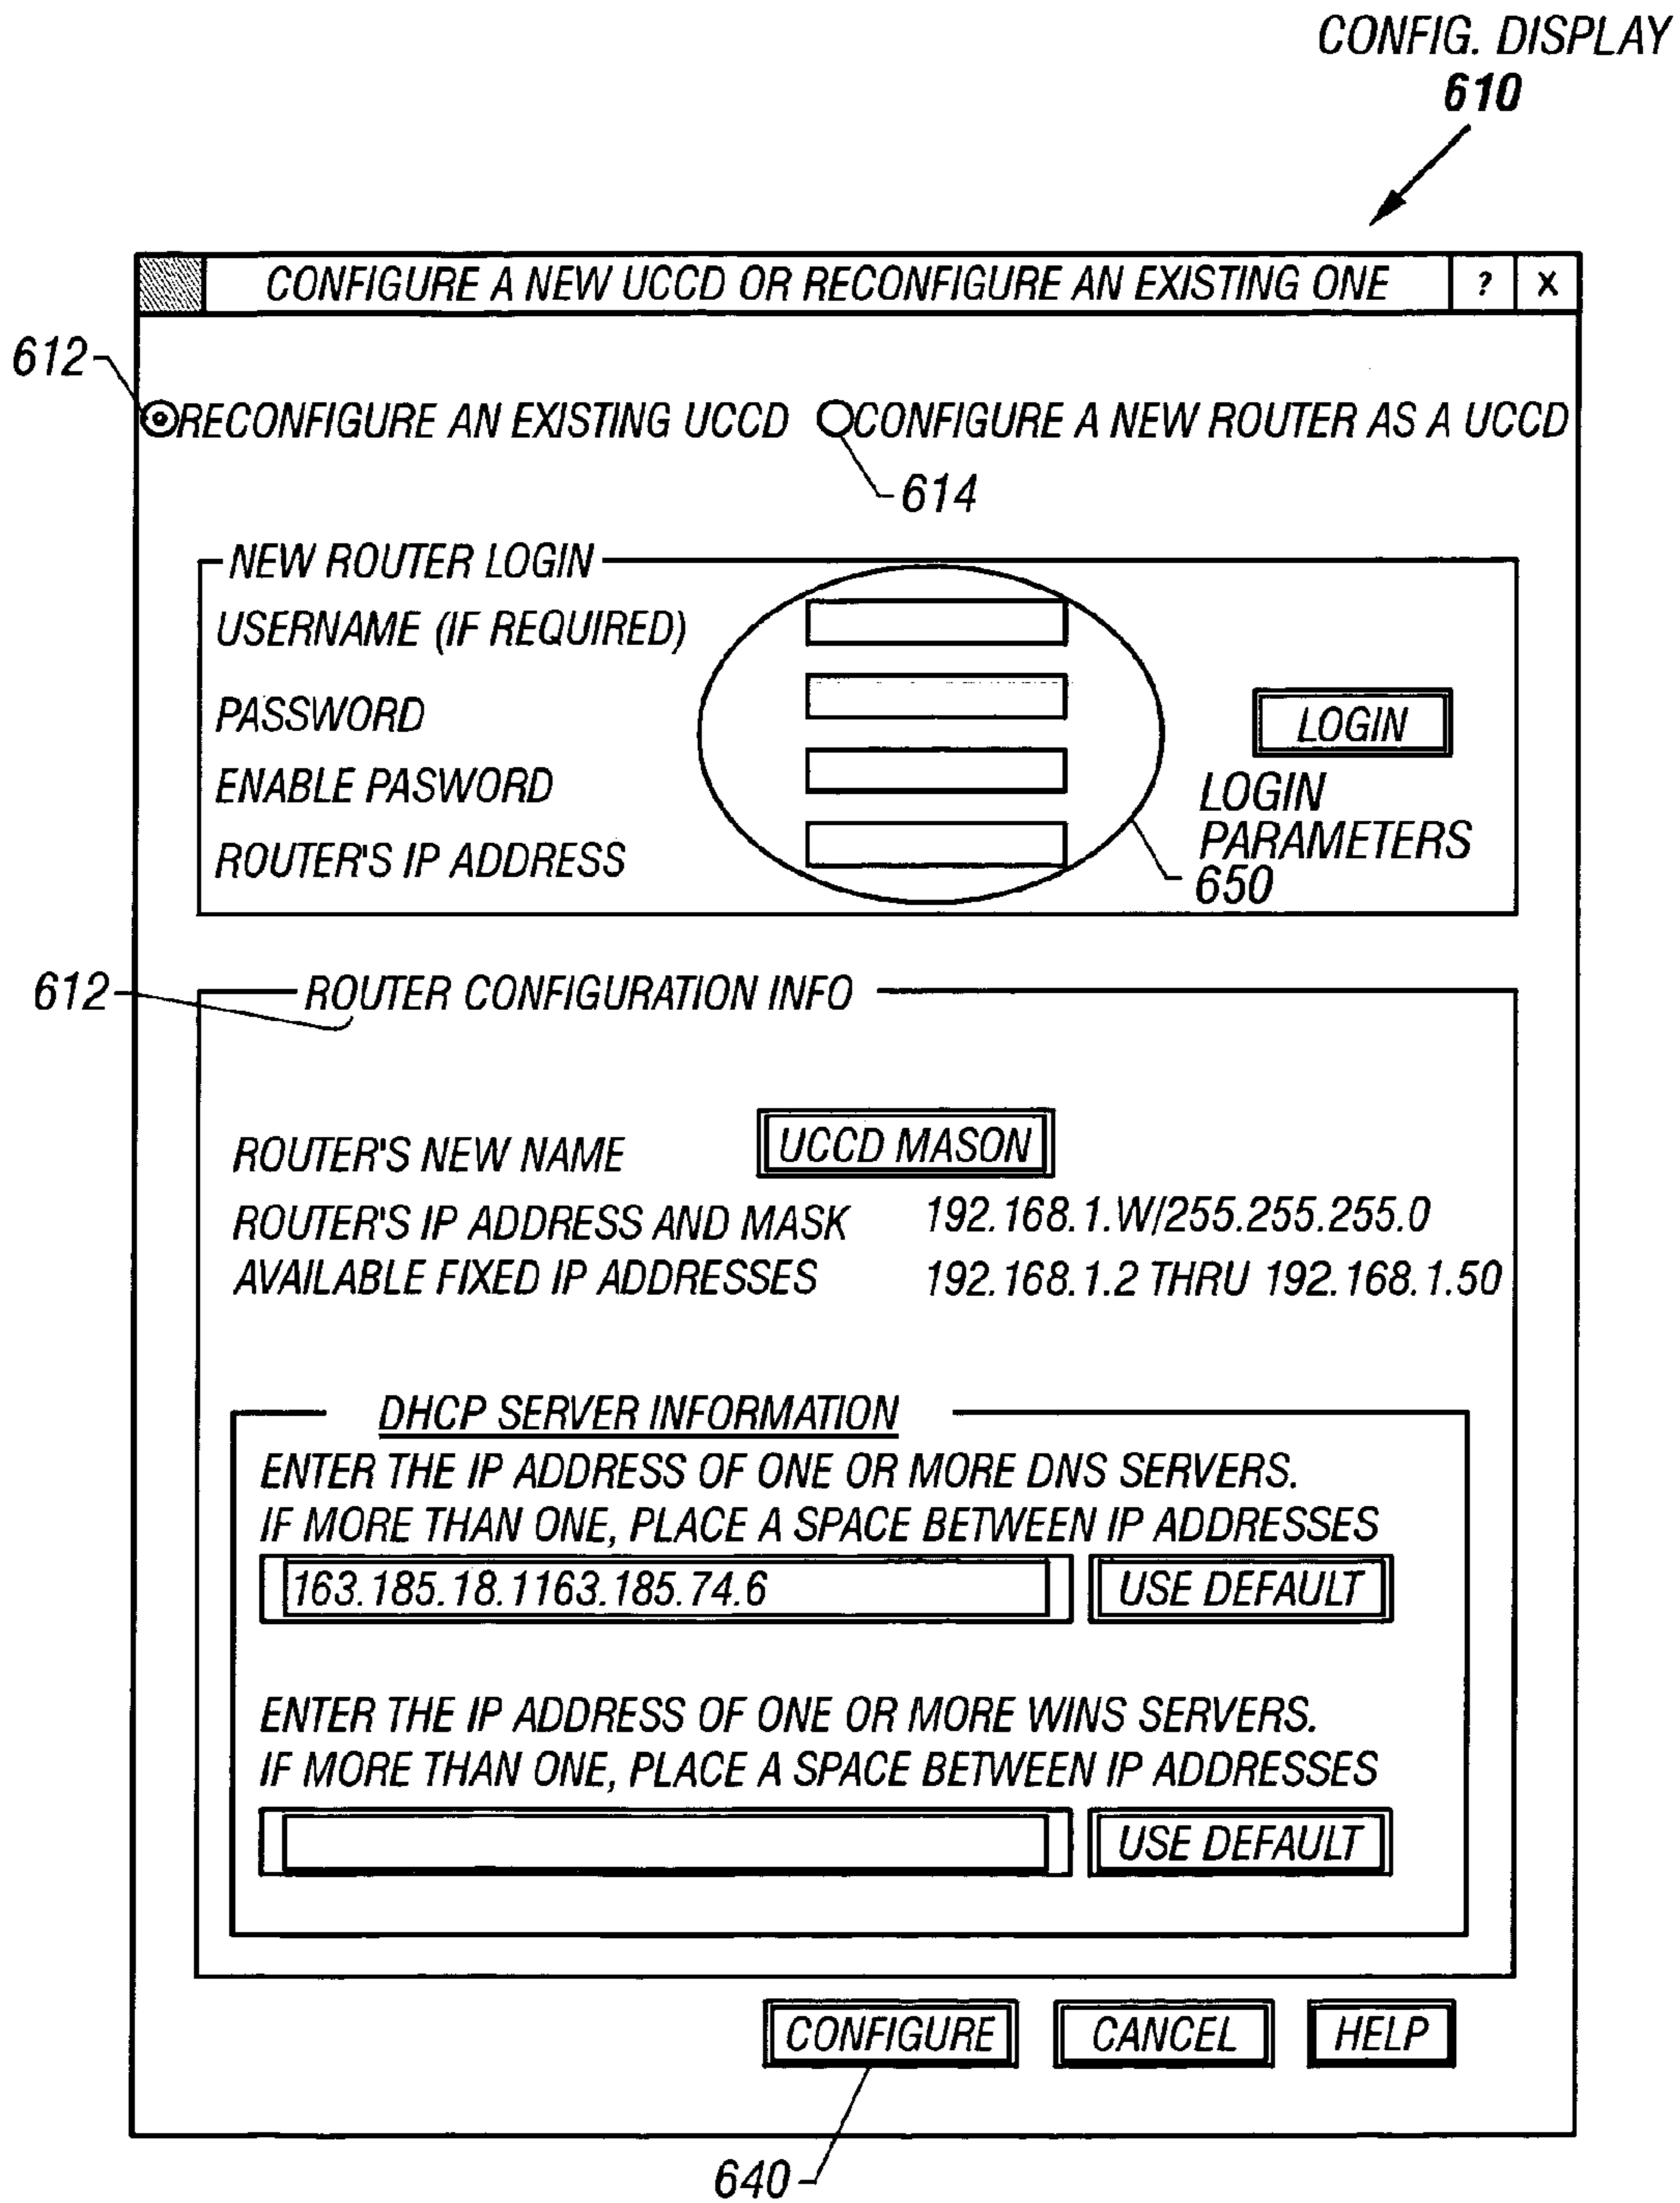 CONFIG. DISPLAY
610
CONFIGURE A NEW UCCD OR RECONFIGURE AN EXISTING ONE ? X
612
RECONFIGURE AN EXISTING UCCD CONFIGURE A NEW ROUTER AS A UCCD
614
NEW ROUTER LOGIN
USERNAME (IF REQUIRED)
PASSWORD
LOGIN
ENABLE PASWORD
LOGIN
PARAMETERS
ROUTER'S IP ADDRESS
650
612
ROUTER CONFIGURATION INFO
ROUTER'S NEW NAME UCCD MASON
ROUTER'S IP ADDRESS AND MASK 192.168.1.W/255.255.255.0
AVAILABLE FIXED IP ADDRESSES 192.168.1.2 THRU 192.168.1.50
DHCP SERVER INFORMATION
ENTER THE IP ADDRESS OF ONE OR MORE DNS SERVERS.
IF MORE THAN ONE, PLACE A SPACE BETWEEN IP ADDRESSES
163.185.18.1163.185.74.6 USE DEFAULT
ENTER THE IP ADDRESS OF ONE OR MORE WINS SERVERS.
IF MORE THAN ONE, PLACE A SPACE BETWEEN IP ADDRESSES
USE DEFAULT
CONFIGURE CANCEL HELP
640